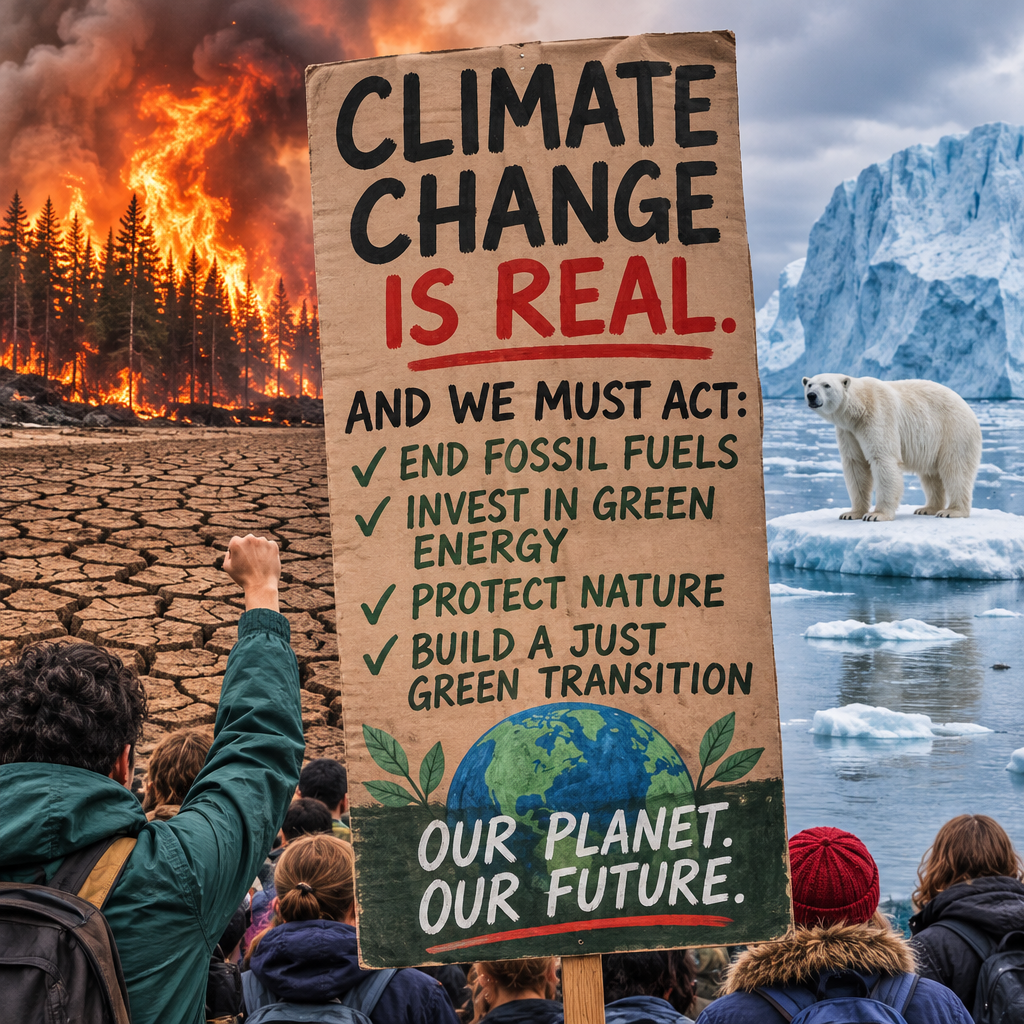 CLIMATE
CHANGE
IS REAL.
AND WE MUST ACT:
✓ END FOSSIL FUELS
✓ INVEST IN GREEN
ENERGY
✓ PROTECT NATURE
✓ BUILD A JUST
GREEN TRANSITION
OUR PLANET.
OUR FUTURE.